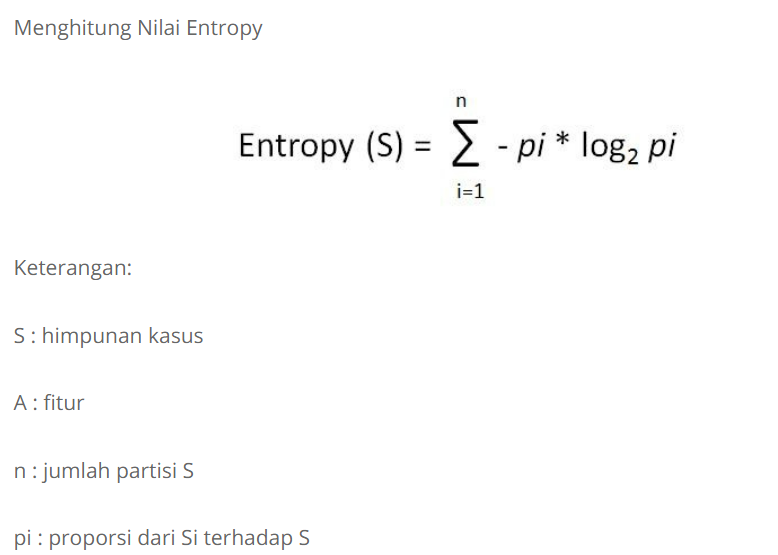 Menghitung Nilai Entropy
n
Entropy (S) = ∑ - pi * log₂ pi
i=1
Keterangan:
S : himpunan kasus
A : fitur
n : jumlah partisi S
pi : proporsi dari Si terhadap S